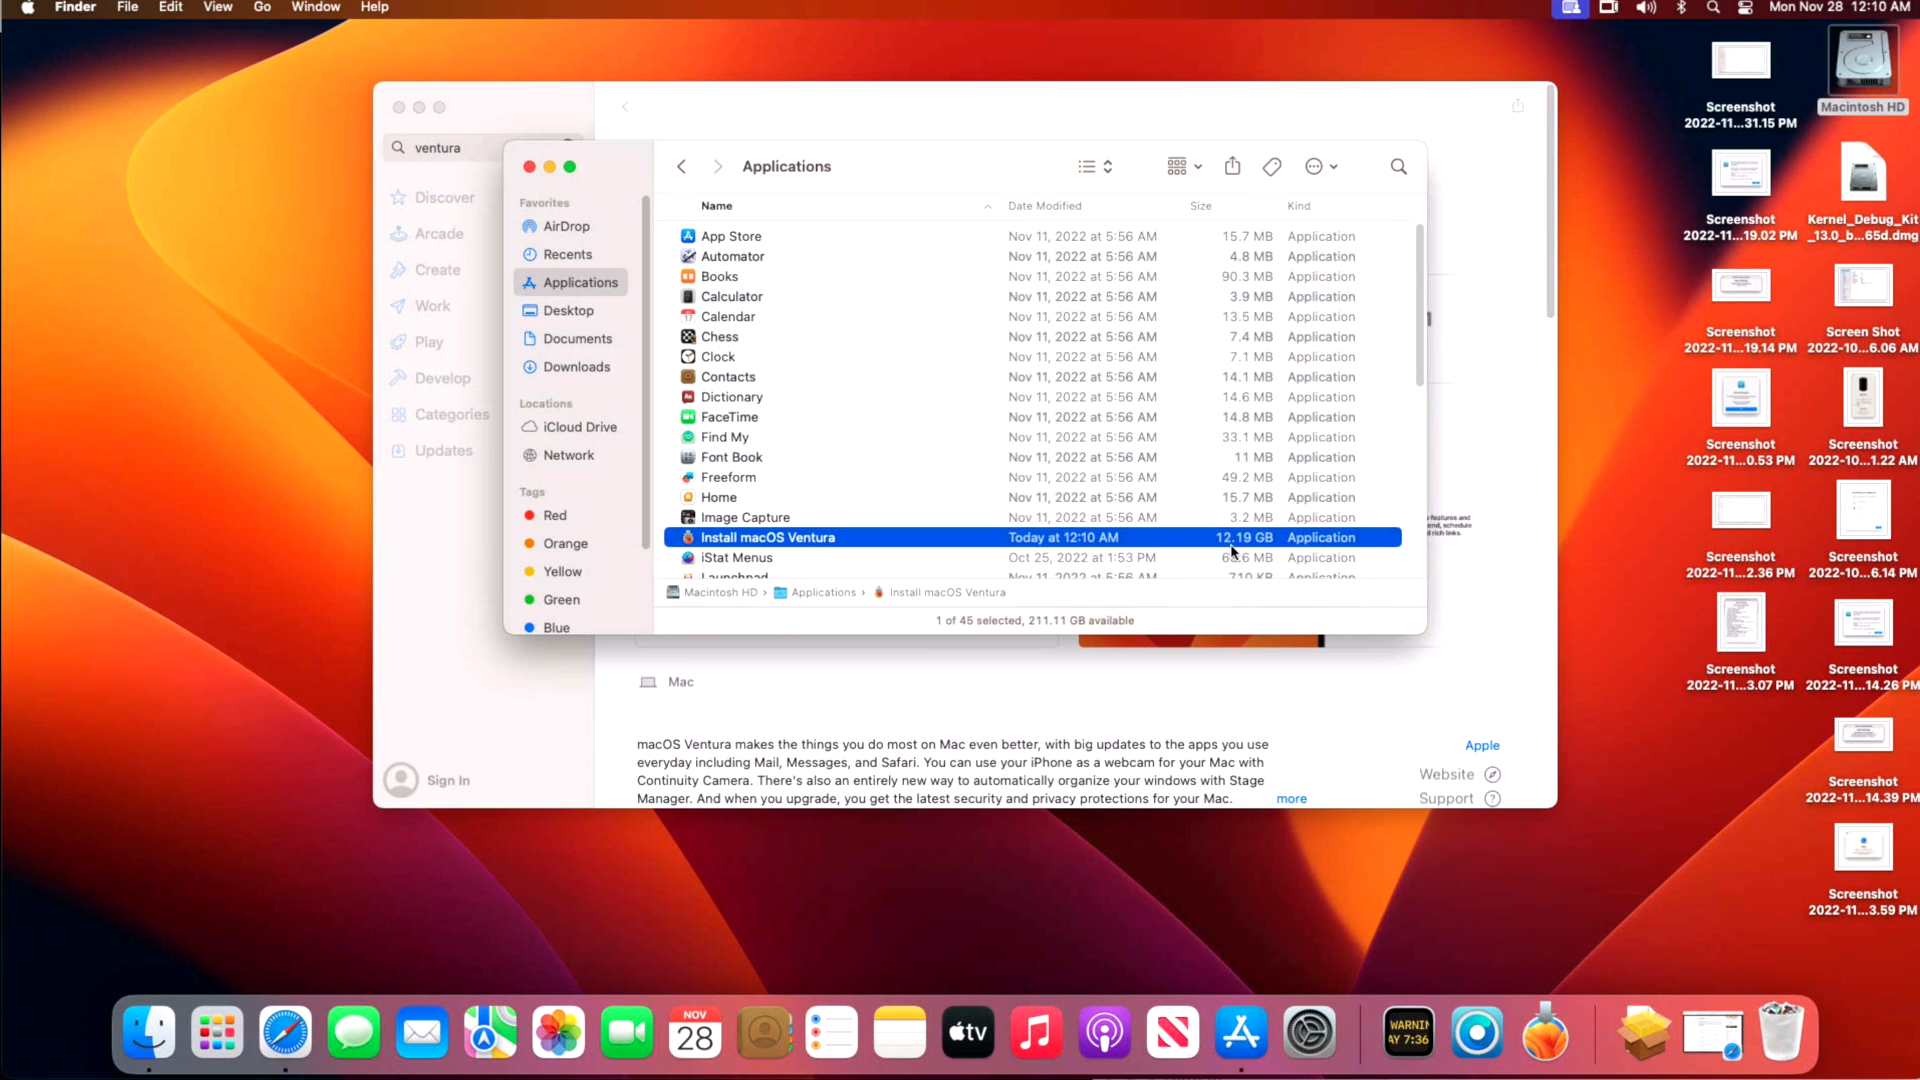 Finder File Edit View Go Window Help
Mon Nov 28 12:10 AM
ventura
Discover
Arcade
Create
Work
Play
Develop
Categories
Updates
Sign In
Applications
Favorites
AirDrop
Recents
Applications
Desktop
Documents
Downloads
Locations
iCloud Drive
Network
Tags
Red
Orange
Yellow
Green
Blue
Name Date Modified Size Kind
App Store Nov 11, 2022 at 5:56 AM 15.7 MB Application
Automator Nov 11, 2022 at 5:56 AM 4.8 MB Application
Books Nov 11, 2022 at 5:56 AM 90.3 MB Application
Calculator Nov 11, 2022 at 5:56 AM 3.9 MB Application
Calendar Nov 11, 2022 at 5:56 AM 13.5 MB Application
Chess Nov 11, 2022 at 5:56 AM 7.4 MB Application
Clock Nov 11, 2022 at 5:56 AM 7.1 MB Application
Contacts Nov 11, 2022 at 5:56 AM 14.1 MB Application
Dictionary Nov 11, 2022 at 5:56 AM 14.6 MB Application
FaceTime Nov 11, 2022 at 5:56 AM 14.8 MB Application
Find My Nov 11, 2022 at 5:56 AM 33.1 MB Application
Font Book Nov 11, 2022 at 5:56 AM 11 MB Application
Freeform Nov 11, 2022 at 5:56 AM 49.2 MB Application
Home Nov 11, 2022 at 5:56 AM 15.7 MB Application
Image Capture Nov 11, 2022 at 5:56 AM 3.2 MB Application
Install macOS Ventura Today at 12:10 AM 12.19 GB Application
iStat Menus Oct 25, 2022 at 1:53 PM MB Application
Launchpad Nov 11, 2022 at 5:56 AM 710 KB Application
Macintosh HD › Applications › Install macOS Ventura
1 of 45 selected, 211.11 GB available
features and
end, schedule
rich links.
Mac
macOS Ventura makes the things you do most on Mac even better, with big updates to the apps you use
everyday including Mail, Messages, and Safari. You can use your iPhone as a webcam for your Mac with
Continuity Camera. There's also an entirely new way to automatically organize your windows with Stage
Manager. And when you upgrade, you get the latest security and privacy protections for your Mac. more
Apple
Website
Support
Screenshot
2022-11...31.15 PM
Macintosh HD
Screenshot
2022-11...19.02 PM
Kernel_Debug_Kit
_13.0_b...65d.dmg
Screenshot
2022-11...19.14 PM
Screen Shot
2022-10...6.06 AM
Screenshot
2022-11...0.53 PM
Screenshot
2022-10...1.22 AM
Screenshot
2022-11...2.36 PM
Screenshot
2022-10...6.14 PM
Screenshot
2022-11...3.07 PM
Screenshot
2022-11...14.26 PM
Screenshot
2022-11...14.39 PM
Screenshot
2022-11...3.59 PM
NOV
28
tv
WARNIN
AY 7:36